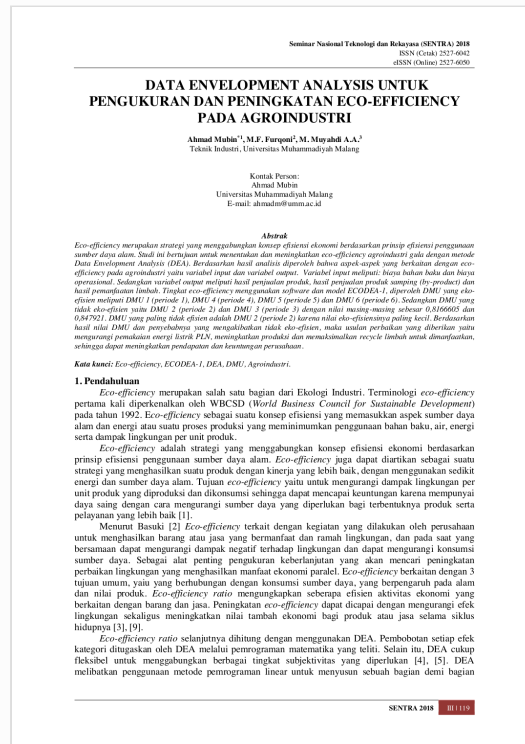 Seminar Nasional Teknologi dan Rekayasa (SENTRA) 2018
ISSN (Cetak) 2527-6042
eISSN (Online) 2527-6050
DATA ENVELOPMENT ANALYSIS UNTUK
PENGUKURAN DAN PENINGKATAN ECO-EFFICIENCY
PADA AGROINDUSTRI
Ahmad Mubin*1, M.F. Furqoni2, M. Muyahdi A.A.3
Teknik Industri, Universitas Muhammadiyah Malang
Kontak Person:
Ahmad Mubin
Universitas Muhammadiyah Malang
E-mail: ahmadm@umm.ac.id
Abstrak
Eco-efficiency merupakan strategi yang menggabungkan konsep efisiensi ekonomi berdasarkan prinsip efisiensi penggunaan
sumber daya alam. Studi ini bertujuan untuk menentukan dan meningkatkan eco-efficiency agroindustri gula dengan metode
Data Envelopment Analysis (DEA). Berdasarkan hasil analisis diperoleh bahwa aspek-aspek yang berkaitan dengan eco-
efficiency pada agroindustri yaitu variabel input dan variabel output. Variabel input meliputi: biaya bahan baku dan biaya
operasional. Sedangkan variabel output meliputi hasil penjualan produk, hasil penjualan produk samping (by-product) dan
hasil pemanfaatan limbah. Tingkat eco-efficiency menggunakan software dan model ECODEA-1, diperoleh DMU yang eko-
efisien meliputi DMU 1 (periode 1), DMU 4 (periode 4), DMU 5 (periode 5) dan DMU 6 (periode 6). Sedangkan DMU yang
tidak eko-efisien yaitu DMU 2 (periode 2) dan DMU 3 (periode 3) dengan nilai masing-masing sebesar 0,8166605 dan
0,847921. DMU yang paling tidak efisien adalah DMU 2 (periode 2) karena nilai eko-efisiensinya paling kecil. Berdasarkan
hasil nilai DMU dan penyebabnya yang mengakibatkan tidak eko-efisien, maka usulan perbaikan yang diberikan yaitu
mengurangi pemakaian energi listrik PLN, meningkatkan produksi dan memaksimalkan recycle limbah untuk dimanfaatkan,
sehingga dapat meningkatkan pendapatan dan keuntungan perusahaan.
Kata kunci: Eco-efficiency, ECODEA-1, DEA, DMU, Agroindustri.
1. Pendahuluan
Eco-efficiency merupakan salah satu bagian dari Ekologi Industri. Terminologi eco-efficiency
pertama kali dipetkenalkan oleh WBCSD (World Business Council for Sustainable Development)
pada tahun 1992. Eco-efficiency sebagai suatu konsep efisiensi yang memasukkan aspek sumber daya
alam dan energi atau suatu proses produksi yang meminimumkan penggunaan bahan baku, air, energi
serta dampak lingkungan per unit produk.
Eco-efficiency adalah strategi yang menggabungkan konsep efisiensi ekonomi berdasarkan
prinsip efisiensi penggunaan sumber daya alam. Eco-efficiency juga dapat diartikan sebagai suatu
strategi yang menghasilkan suatu produk dengan kinerja yang lebih baik, dengan menggunakan sedikit
energi dan sumber daya alam. Tujuan eco-efficiency yaitu untuk mengurangi dampak lingkungan per
unit produk yang diproduksi dan dikonsumsi sehingga dapat mencapai keuntungan karena mempunyai
daya saing dengan cara mengurangi sumber daya yang diperlukan bagi terbentuknya produk serta
pelayanan yang lebih baik [1].
Menurut Basuki [2] Eco-efficiency terkait dengan kegiatan yang dilakukan oleh perusahaan
untuk menghasilkan barang atau jasa yang bermanfaat dan ramah lingkungan, dan pada saat yang
bersamaan dapat mengurangi dampak negatif terhadap lingkungan dan dapat mengurangi konsumsi
sumber daya. Sebagai alat penting pengukuran keberlanjutan yang akan mencari peningkatan
perbaikan lingkungan yang menghasilkan manfaat ekonomi paralel. Eco-efficiency berkaitan dengan 3
tujuan umum, yaiu yang berhubungan dengan konsumsi sumber daya, yang berpengaruh pada alam
dan nilai produk. Eco-efficiency ratio mengungkapkan seberapa efisien aktivitas ekonomi yang
berkaitan dengan barang dan jasa. Peningkatan eco-efficiency dapat dicapai dengan mengurangi efek
lingkungan sekaligus meningkatkan nilai tambah ekonomi bagi produk atau jasa selama siklus
hidupnya [3], [9].
Eco-efficiency ratio selanjutnya dihitung dengan menggunakan DEA. Pembobotan setiap efek
kategori ditugaskan oleh DEA melalui pemrograman matematika yang teliti. Selain itu, DEA cukup
fleksibel untuk menggabungkan berbagai tingkat subjektivitas yang diperlukan [4], [5]. DEA
melibatkan penggunaan metode pemrograman linear untuk menyusun sebuah bagian demi bagian
SENTRA 2018 III | 119